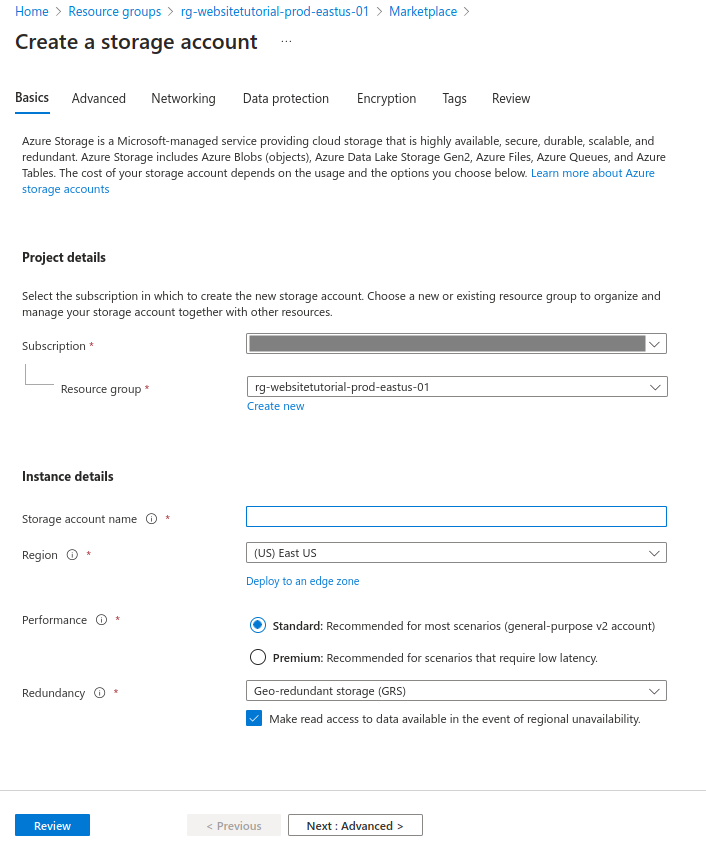 Home > Resource groups > rg-websitetutorial-prod-eastus-01 > Marketplace >
Create a storage account ...
Basics Advanced Networking Data protection Encryption Tags Review
Azure Storage is a Microsoft-managed service providing cloud storage that is highly available, secure, durable, scalable, and
redundant. Azure Storage includes Azure Blobs (objects), Azure Data Lake Storage Gen2, Azure Files, Azure Queues, and Azure
Tables. The cost of your storage account depends on the usage and the options you choose below. Learn more about Azure
storage accounts
Project details
Select the subscription in which to create the new storage account. Choose a new or existing resource group to organize and
manage your storage account together with other resources.
Subscription *
Resource group * rg-websitetutorial-prod-eastus-01
Create new
Instance details
Storage account name *
Region * (US) East US
Deploy to an edge zone
Performance * Standard: Recommended for most scenarios (general-purpose v2 account)
Premium: Recommended for scenarios that require low latency.
Redundancy * Geo-redundant storage (GRS)
Make read access to data available in the event of regional unavailability.
Review < Previous Next : Advanced >